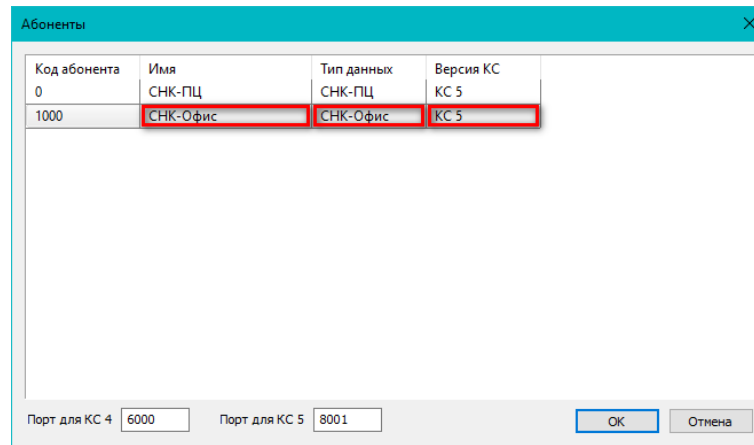 Абоненты
Код абонента Имя Тип данных Версия КС
0 СНК-ПЦ СНК-ПЦ КС 5
1000 СНК-Офис СНК-Офис КС 5
Порт для КС 4 6000 Порт для КС 5 8001 ОК Отмена